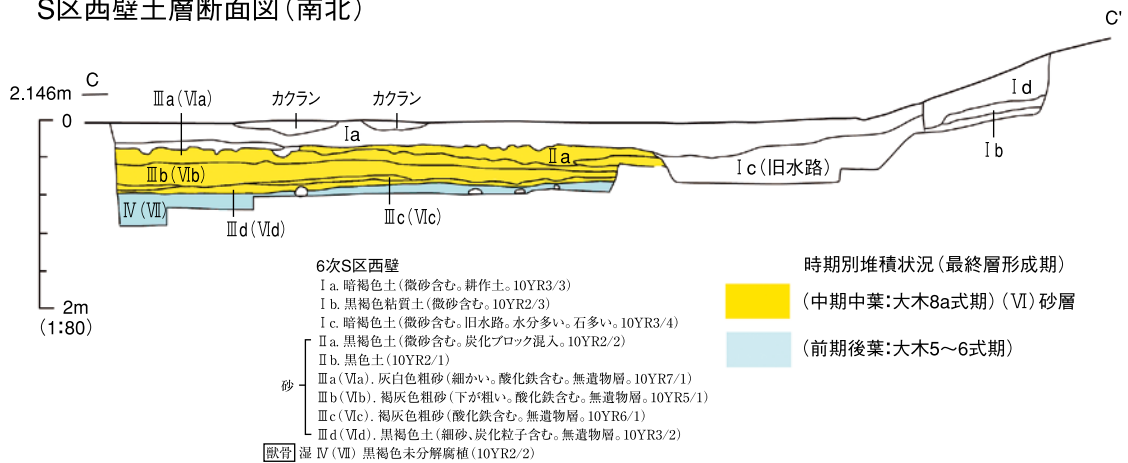 S区西壁土層断面図（南北）
C'
C
2.146m
Ⅲa（Ⅵa）
カクラン
カクラン
Ⅰd
0
Ⅰa
Ⅱa
Ⅰb
Ⅲb（Ⅵb）
Ⅰc（旧水路）
Ⅳ（Ⅶ）
Ⅲc（Ⅵc）
Ⅲd（Ⅵd）
2m
（1:80）
6次S区西壁
Ⅰa. 暗褐色土（微砂含む。耕作土。10YR3/3）
Ⅰb. 黒褐色粘質土（微砂含む。10YR2/3）
Ⅰc. 暗褐色土（微砂含む。旧水路。水分多い。石多い。10YR3/4）
Ⅱa. 黒褐色土（微砂含む。炭化ブロック混入。10YR2/2）
Ⅱb. 黒色土（10YR2/1）
砂 Ⅲa（Ⅵa）. 灰白色粗砂（細かい。酸化鉄含む。無遺物層。10YR7/1）
Ⅲb（Ⅵb）. 褐灰色粗砂（下が粗い。酸化鉄含む。無遺物層。10YR5/1）
Ⅲc（Ⅵc）. 褐灰色粗砂（酸化鉄含む。無遺物層。10YR6/1）
Ⅲd（Ⅵd）. 黒褐色土（細砂、炭化粒子含む。無遺物層。10YR3/2）
獣骨 湿 Ⅳ（Ⅶ） 黒褐色未分解腐植（10YR2/2）
時期別堆積状況（最終層形成期）
（中期中葉：大木8a式期）（Ⅵ）砂層
（前期後葉：大木5～6式期）